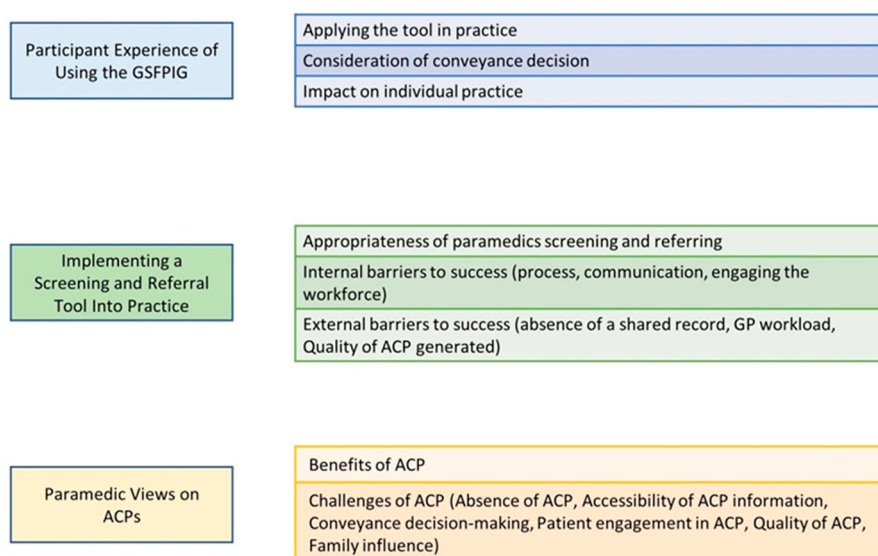 Participant Experience of
Using the GSFPIG
Applying the tool in practice
Consideration of conveyance decision
Impact on individual practice
Implementing a
Screening and Referral
Tool Into Practice
Appropriateness of paramedics screening and referring
Internal barriers to success (process, communication, engaging the
workforce)
External barriers to success (absence of a shared record, GP workload,
Quality of ACP generated)
Paramedic Views on
ACPs
Benefits of ACP
Challenges of ACP (Absence of ACP, Accessibility of ACP information,
Conveyance decision-making, Patient engagement in ACP, Quality of ACP,
Family influence)